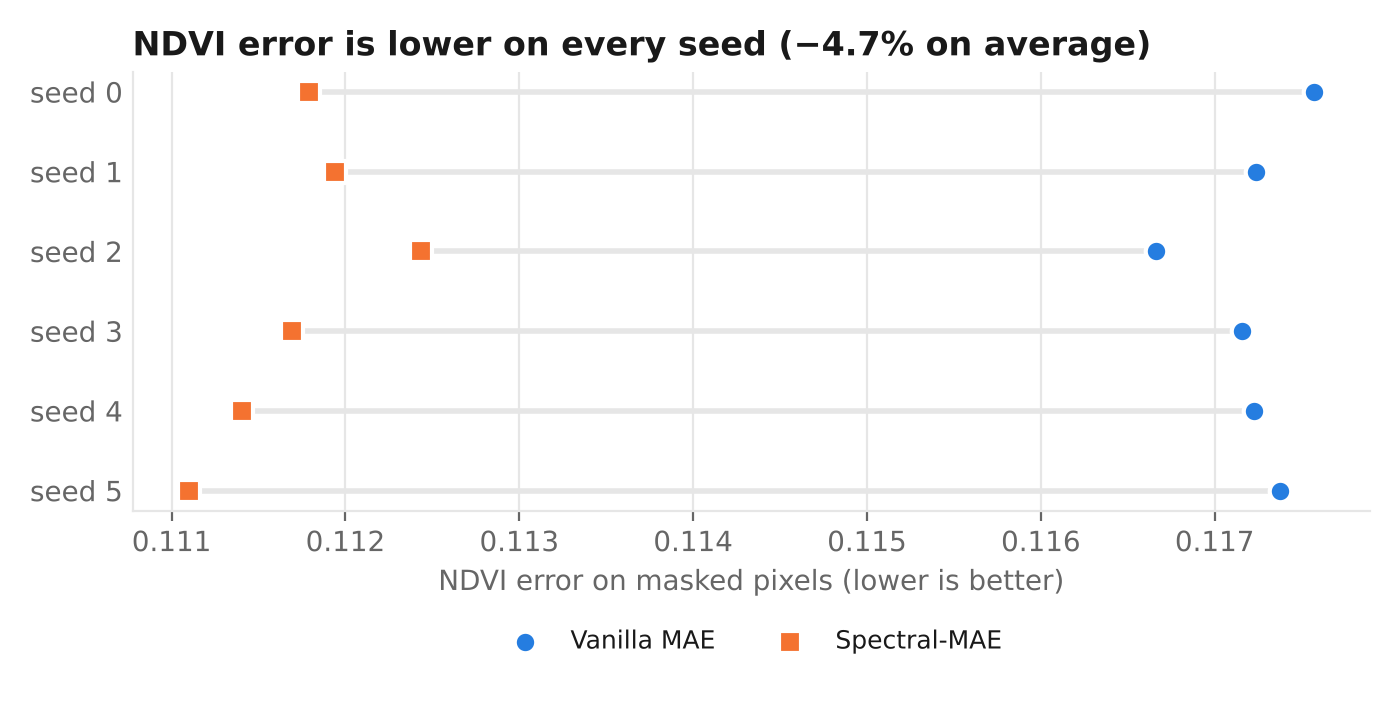 NDVI error is lower on every seed (−4.7% on average)
seed 0
seed 1
seed 2
seed 3
seed 4
seed 5
0.111 0.112 0.113 0.114 0.115 0.116 0.117
NDVI error on masked pixels (lower is better)
Vanilla MAE Spectral-MAE